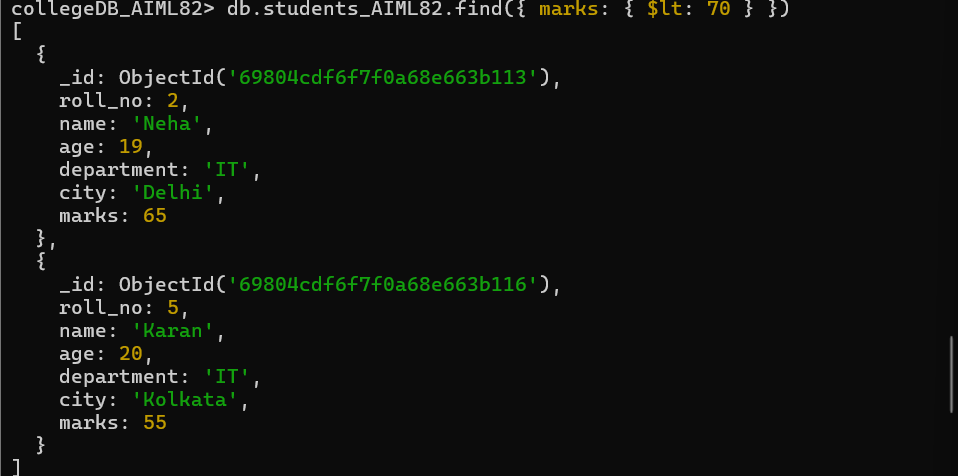 collegeDB_AIML82> db.students_AIML82.find({ marks: { $lt: 70 } })
[
  {
    _id: ObjectId('69804cdf6f7f0a68e663b113'),
    roll_no: 2,
    name: 'Neha',
    age: 19,
    department: 'IT',
    city: 'Delhi',
    marks: 65
  },
  {
    _id: ObjectId('69804cdf6f7f0a68e663b116'),
    roll_no: 5,
    name: 'Karan',
    age: 20,
    department: 'IT',
    city: 'Kolkata',
    marks: 55
  }
]